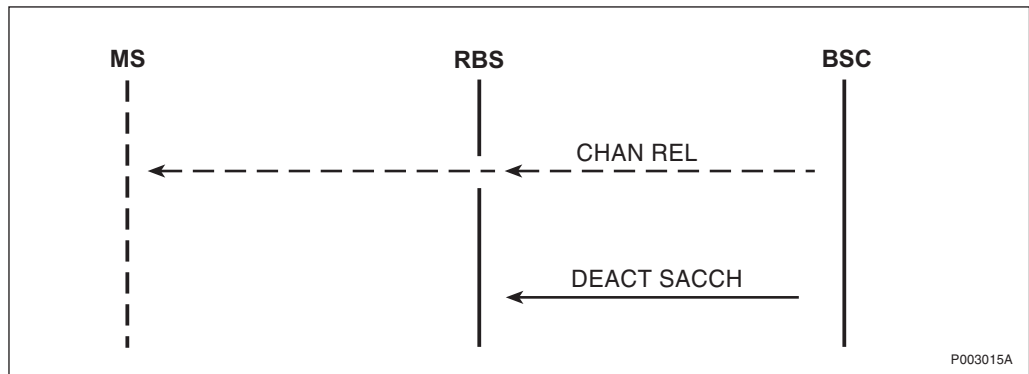 MS RBS BSC
CHAN REL
DEACT SACCH
P003015A